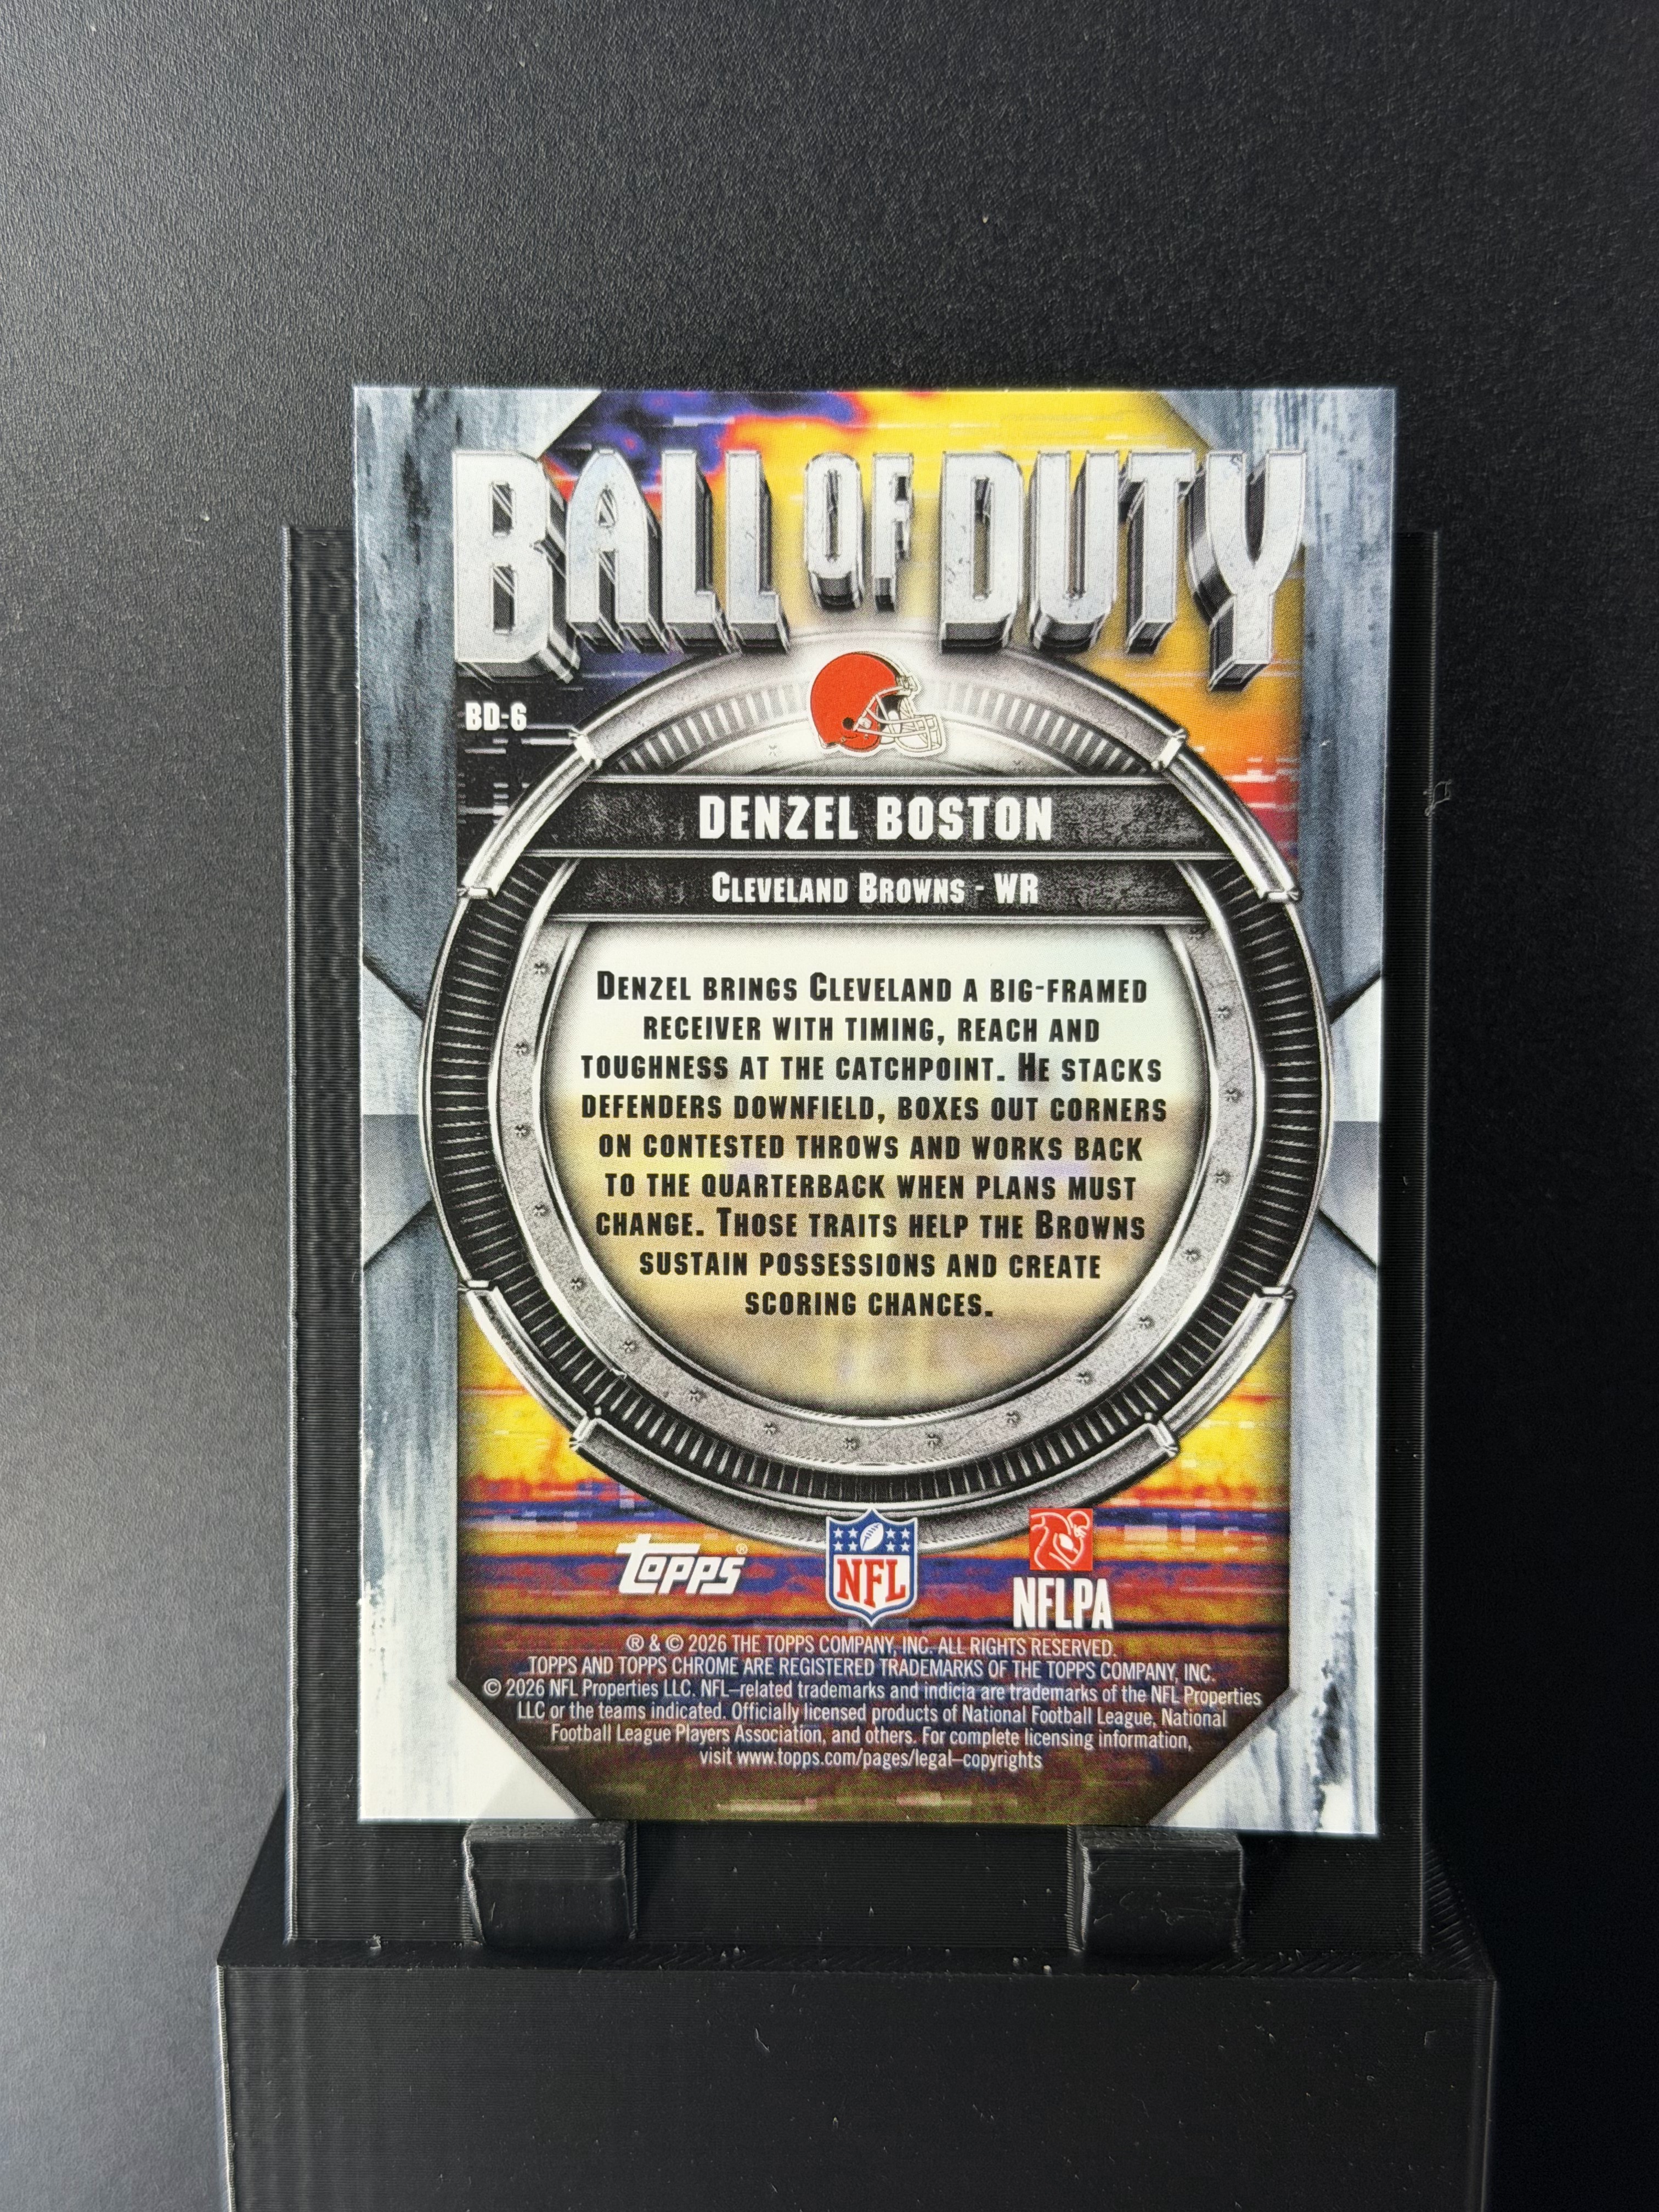 BALL OF DUTY
BD-6
DENZEL BOSTON
CLEVELAND BROWNS - WR
DENZEL BRINGS CLEVELAND A BIG-FRAMED
RECEIVER WITH TIMING, REACH AND
TOUGHNESS AT THE CATCHPOINT. HE STACKS
DEFENDERS DOWNFIELD, BOXES OUT CORNERS
ON CONTESTED THROWS AND WORKS BACK
TO THE QUARTERBACK WHEN PLANS MUST
CHANGE. THOSE TRAITS HELP THE BROWNS
SUSTAIN POSSESSIONS AND CREATE
SCORING CHANCES.
topps® NFL NFLPA
® & © 2026 THE TOPPS COMPANY, INC. ALL RIGHTS RESERVED.
TOPPS AND TOPPS CHROME ARE REGISTERED TRADEMARKS OF THE TOPPS COMPANY, INC.
© 2026 NFL Properties LLC. NFL–related trademarks and indicia are trademarks of the NFL Properties
LLC or the teams indicated. Officially licensed products of National Football League, National
Football League Players Association, and others. For complete licensing information,
visit www.topps.com/pages/legal–copyrights